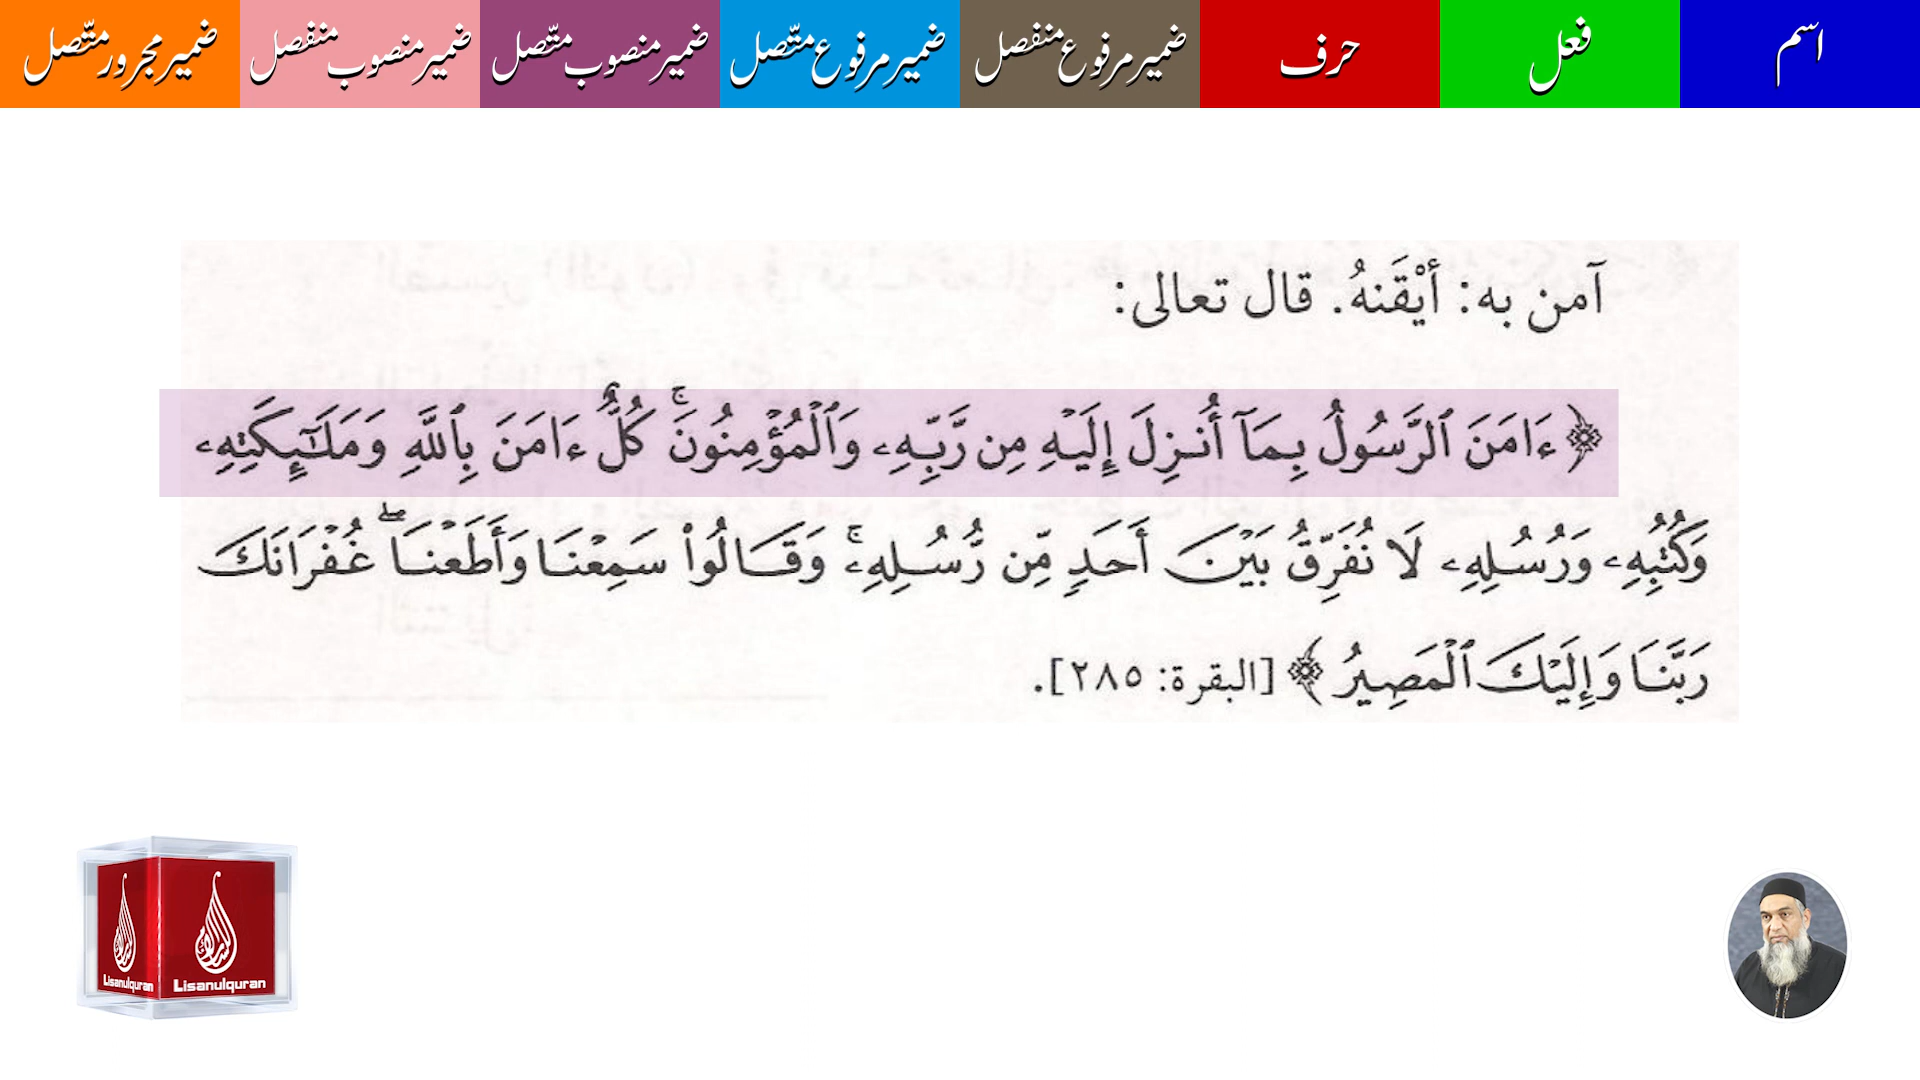 اسم
فعل
حرف
ضمیر مرفوع منفصل
ضمیر مرفوع متّصل
ضمیر منصوب متّصل
ضمیر منصوب منفصل
ضمیر مجرور متّصل
آمن به: أَيْقَنهُ. قال تعالى:
﴿ ءَامَنَ ٱلرَّسُولُ بِمَآ أُنزِلَ إِلَيْهِ مِن رَّبِّهِۦ وَٱلْمُؤْمِنُونَۚ كُلٌّ ءَامَنَ بِٱللَّهِ وَمَلَـٰٓئِكَتِهِۦ
وَكُتُبِهِۦ وَرُسُلِهِۦ لَا نُفَرِّقُ بَيْنَ أَحَدٍ مِّن رُّسُلِهِۦۚ وَقَالُوا۟ سَمِعْنَا وَأَطَعْنَاۖ غُفْرَانَكَ
رَبَّنَا وَإِلَيْكَ ٱلْمَصِيرُ ﴾ [البقرة: ٢٨٥].
Lisanulquran
Lisanulquran